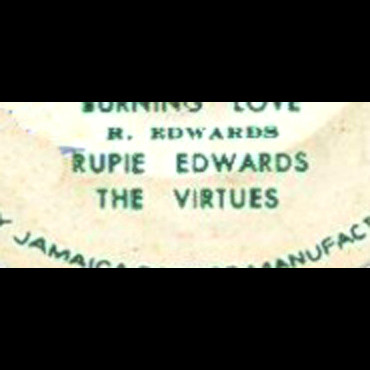 BURNING LOVE
R. EDWARDS
RUPIE EDWARDS
THE VIRTUES
JAMAICA MANUFACT